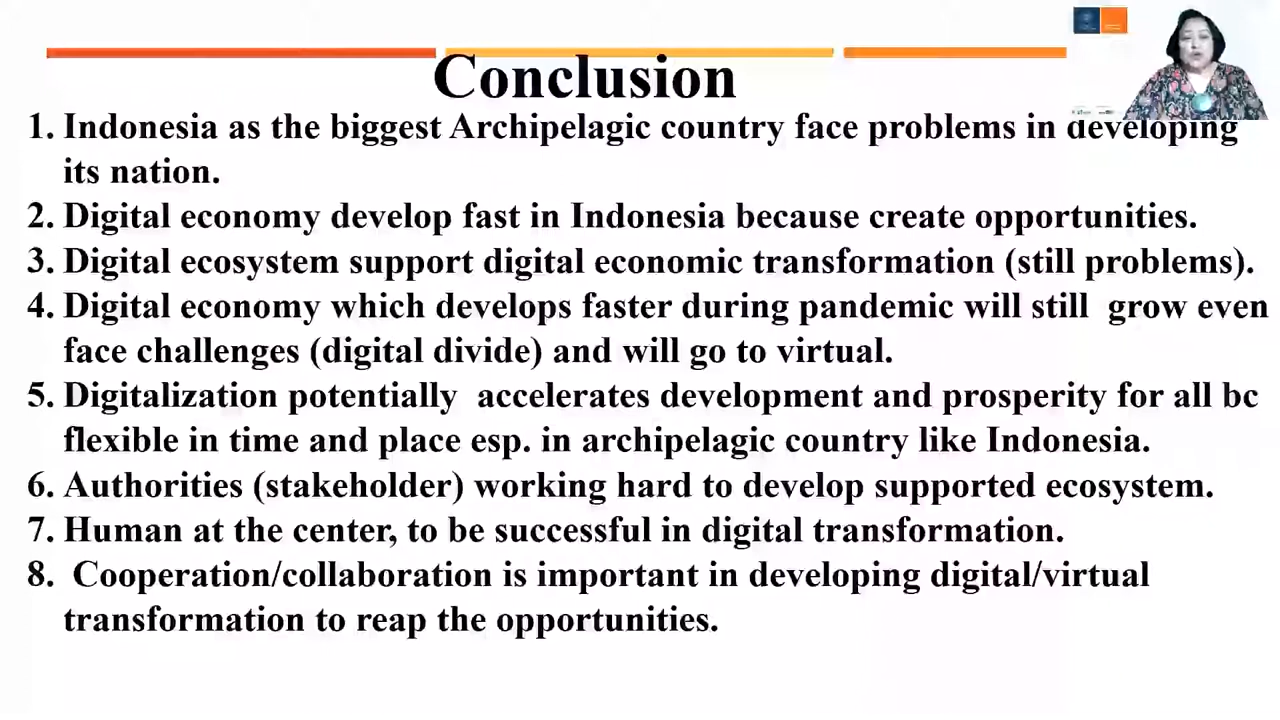 Conclusion
1. Indonesia as the biggest Archipelagic country face problems in developing
its nation.
2. Digital economy develop fast in Indonesia because create opportunities.
3. Digital ecosystem support digital economic transformation (still problems).
4. Digital economy which develops faster during pandemic will still grow even
face challenges (digital divide) and will go to virtual.
5. Digitalization potentially accelerates development and prosperity for all bc
flexible in time and place esp. in archipelagic country like Indonesia.
6. Authorities (stakeholder) working hard to develop supported ecosystem.
7. Human at the center, to be successful in digital transformation.
8. Cooperation/collaboration is important in developing digital/virtual
transformation to reap the opportunities.